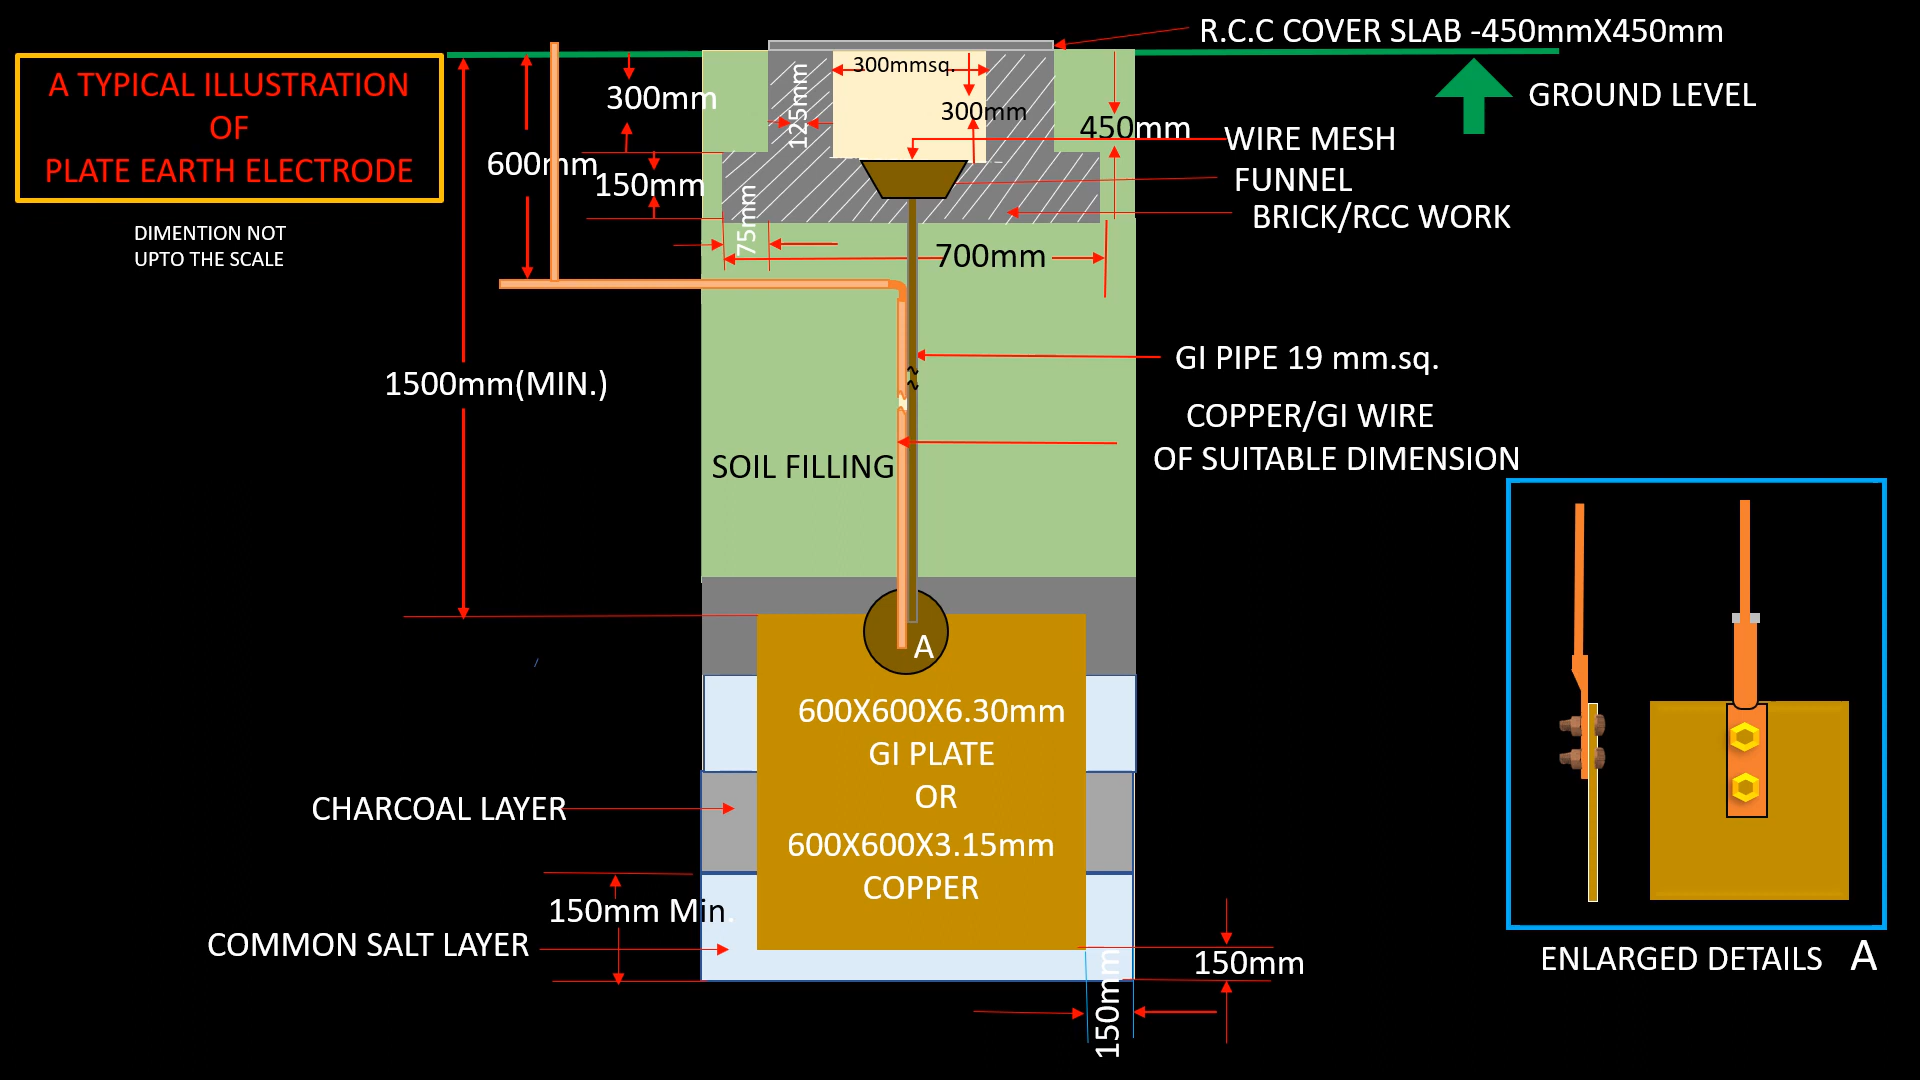 R.C.C COVER SLAB -450mmX450mm
A TYPICAL ILLUSTRATION
OF
PLATE EARTH ELECTRODE
DIMENTION NOT
UPTO THE SCALE
300mmsq.
300mm
125mm
300mm
450mm
GROUND LEVEL
WIRE MESH
600mm
150mm
FUNNEL
75mm
BRICK/RCC WORK
700mm
1500mm(MIN.)
GI PIPE 19 mm.sq.
COPPER/GI WIRE
OF SUITABLE DIMENSION
SOIL FILLING
A
600X600X6.30mm
GI PLATE
OR
600X600X3.15mm
COPPER
CHARCOAL LAYER
150mm Min.
COMMON SALT LAYER
150mm
150mm
ENLARGED DETAILS A